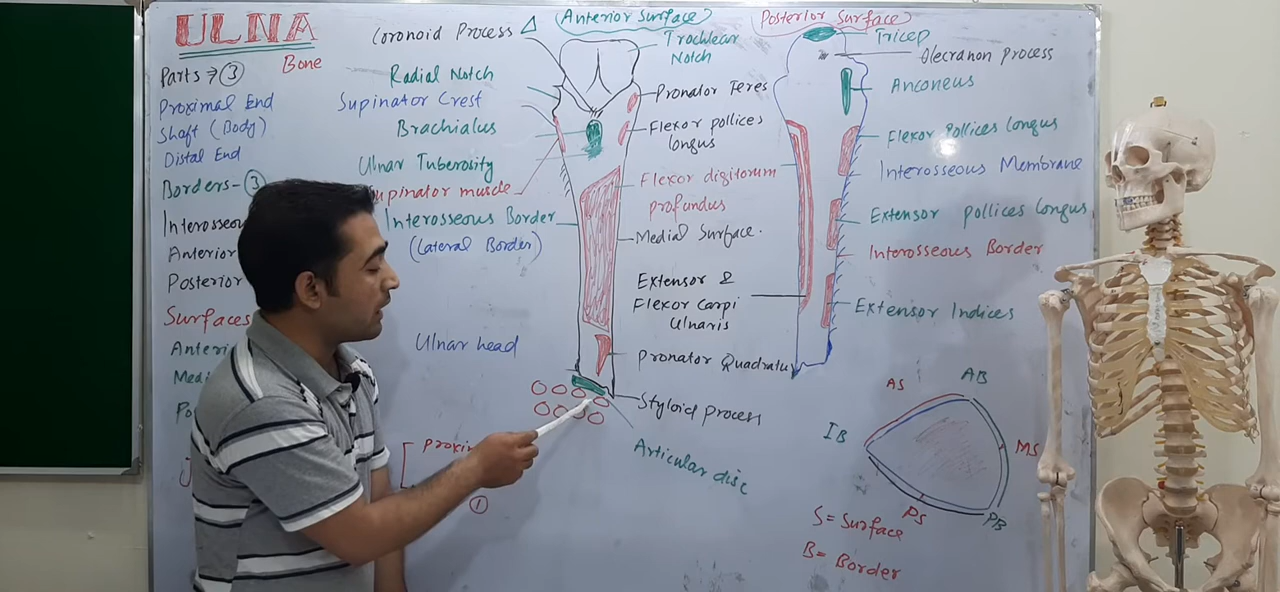 ULNA
Bone
Parts → ③
Proximal End
Shaft (Body)
Distal End
Borders - ③
Anterior
Posterior
Surfaces
Coronoid Process Δ
Radial Notch
Supinator Crest
Brachialus
Ulnar Tuberosity
supinator muscle
Interosseous Border
(Lateral Border)
Ulnar head
①
(Anterior Surface)
Trochlear
Notch
Pronator Teres
Flexor pollices
longus
Flexor digitorum
profundus
Medial Surface.
Extensor &
Flexor Carpi
Ulnaris
Pronator Quadratu
Styloid process
Articular disc
Posterior Surface
Tricep
Olecranon Process
Anconeus
Flexor Pollices longus
Interosseous Membrane
Extensor pollices longus
Interosseous Border
Extensor Indices
AS
AB
IB
MS
PS
PB
S = Surface
B = Border